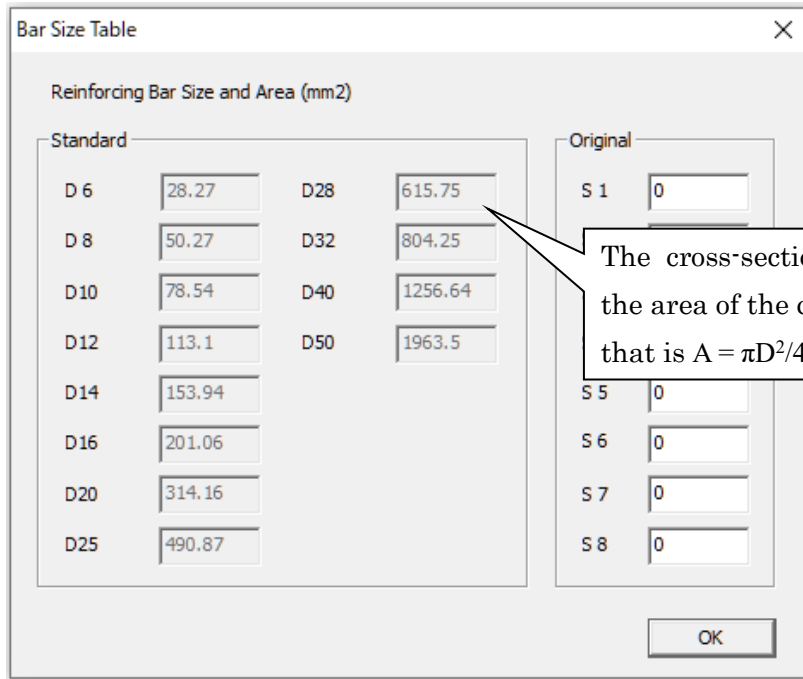 Bar Size Table
Reinforcing Bar Size and Area (mm2)
Standard
Original
D 6 28.27 D28 615.75 S 1 0
D 8 50.27 D32 804.25
D10 78.54 D40 1256.64
D12 113.1 D50 1963.5
The cross-sectio
the area of the
that is A = πD²/4
D14 153.94 S 5 0
D16 201.06 S 6 0
D20 314.16 S 7 0
D25 490.87 S 8 0
OK